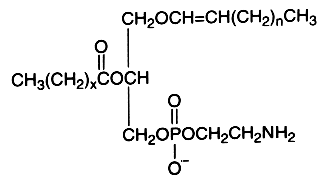 CH₂OCH=CH(CH₂)ₙCH₃
O
CH₃(CH₂)ₓCOCH
O
CH₂OPOCH₂CH₂NH₂
O⁻